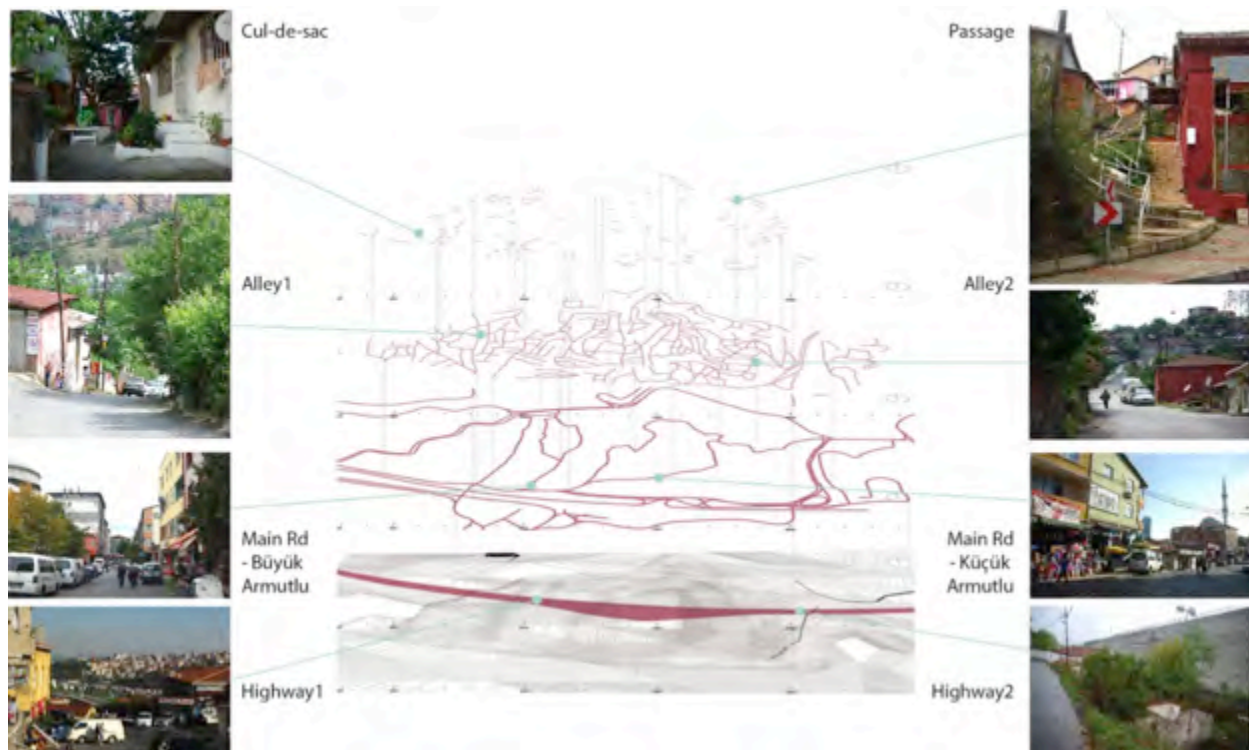 Cul-de-sac
Passage
Alley1
Alley2
Main Rd
- Büyük
Armutlu
Main Rd
- Küçük
Armutlu
Highway1
Highway2